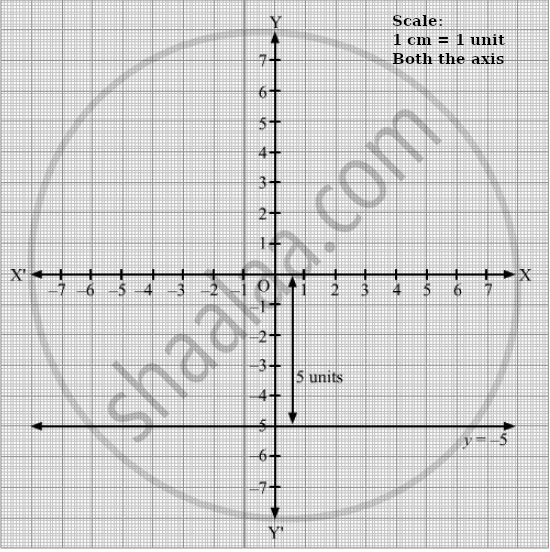 Y
Scale:
1 cm = 1 unit
Both the axis
7
6
5
4
3
2
1
X' O X
–7 –6 –5 –4 –3 –2 –1 1 2 3 4 5 6 7
–1
–2
–3
5 units
–4
–5
y = –5
–6
–7
Y'
shaalaa.com